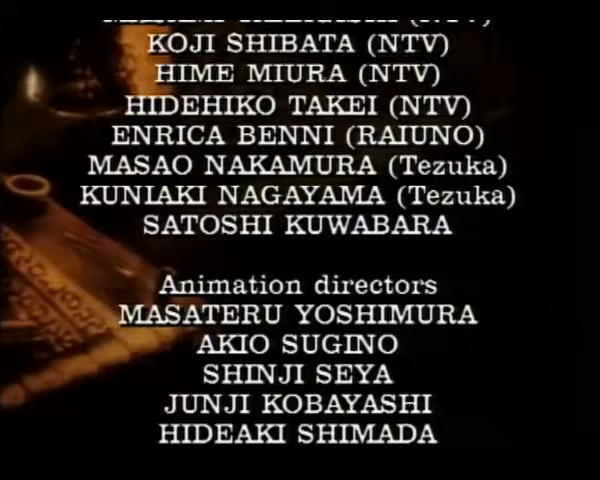 KOJI SHIBATA (NTV)
HIME MIURA (NTV)
HIDEHIKO TAKEI (NTV)
ENRICA BENNI (RAIUNO)
MASAO NAKAMURA (Tezuka)
KUNIAKI NAGAYAMA (Tezuka)
SATOSHI KUWABARA
Animation directors
MASATERU YOSHIMURA
AKIO SUGINO
SHINJI SEYA
JUNJI KOBAYASHI
HIDEAKI SHIMADA